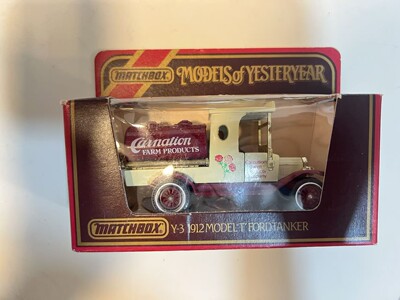 MATCHBOX MODELS of YESTERYEAR
Carnation
FARM PRODUCTS
MATCHBOX Y-3 1912 MODEL 'T' FORD TANKER